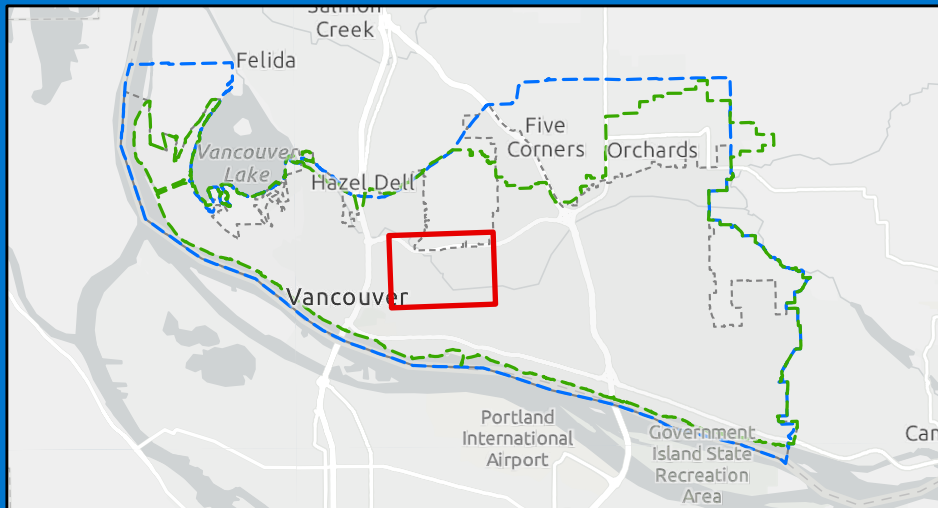 Salmon
Creek
Felida
Five
Corners
Orchards
Vancouver
Lake
Hazel Dell
Vancouver
Portland
International
Airport
Government
Island State
Recreation
Area